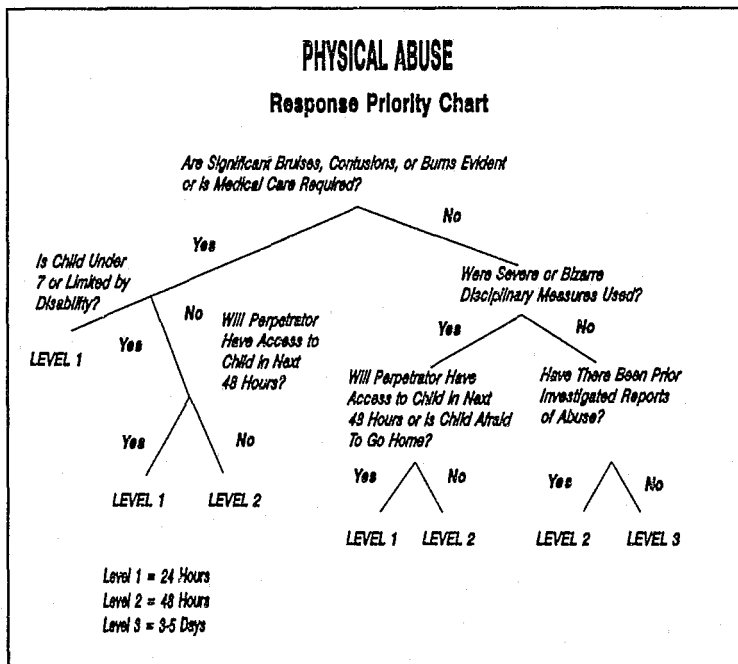 PHYSICAL ABUSE
Response Priority Chart
Are Significant Bruises, Contusions, or Burns Evident
or Is Medical Care Required?
Yes
No
Is Child Under
7 or Limited by
Disability?
Were Severe or Bizarre
Disciplinary Measures Used?
LEVEL 1
Yes
No
Will Perpetrator
Have Access to
Child in Next
48 Hours?
Yes
No
Will Perpetrator Have
Access to Child in Next
49 Hours or Is Child Afraid
To Go Home?
Have There Been Prior
Investigated Reports
of Abuse?
Yes
No
LEVEL 1
LEVEL 2
Yes
No
Yes
No
LEVEL 1
LEVEL 2
LEVEL 2
LEVEL 3
Level 1 = 24 Hours
Level 2 = 48 Hours
Level 3 = 3-5 Days